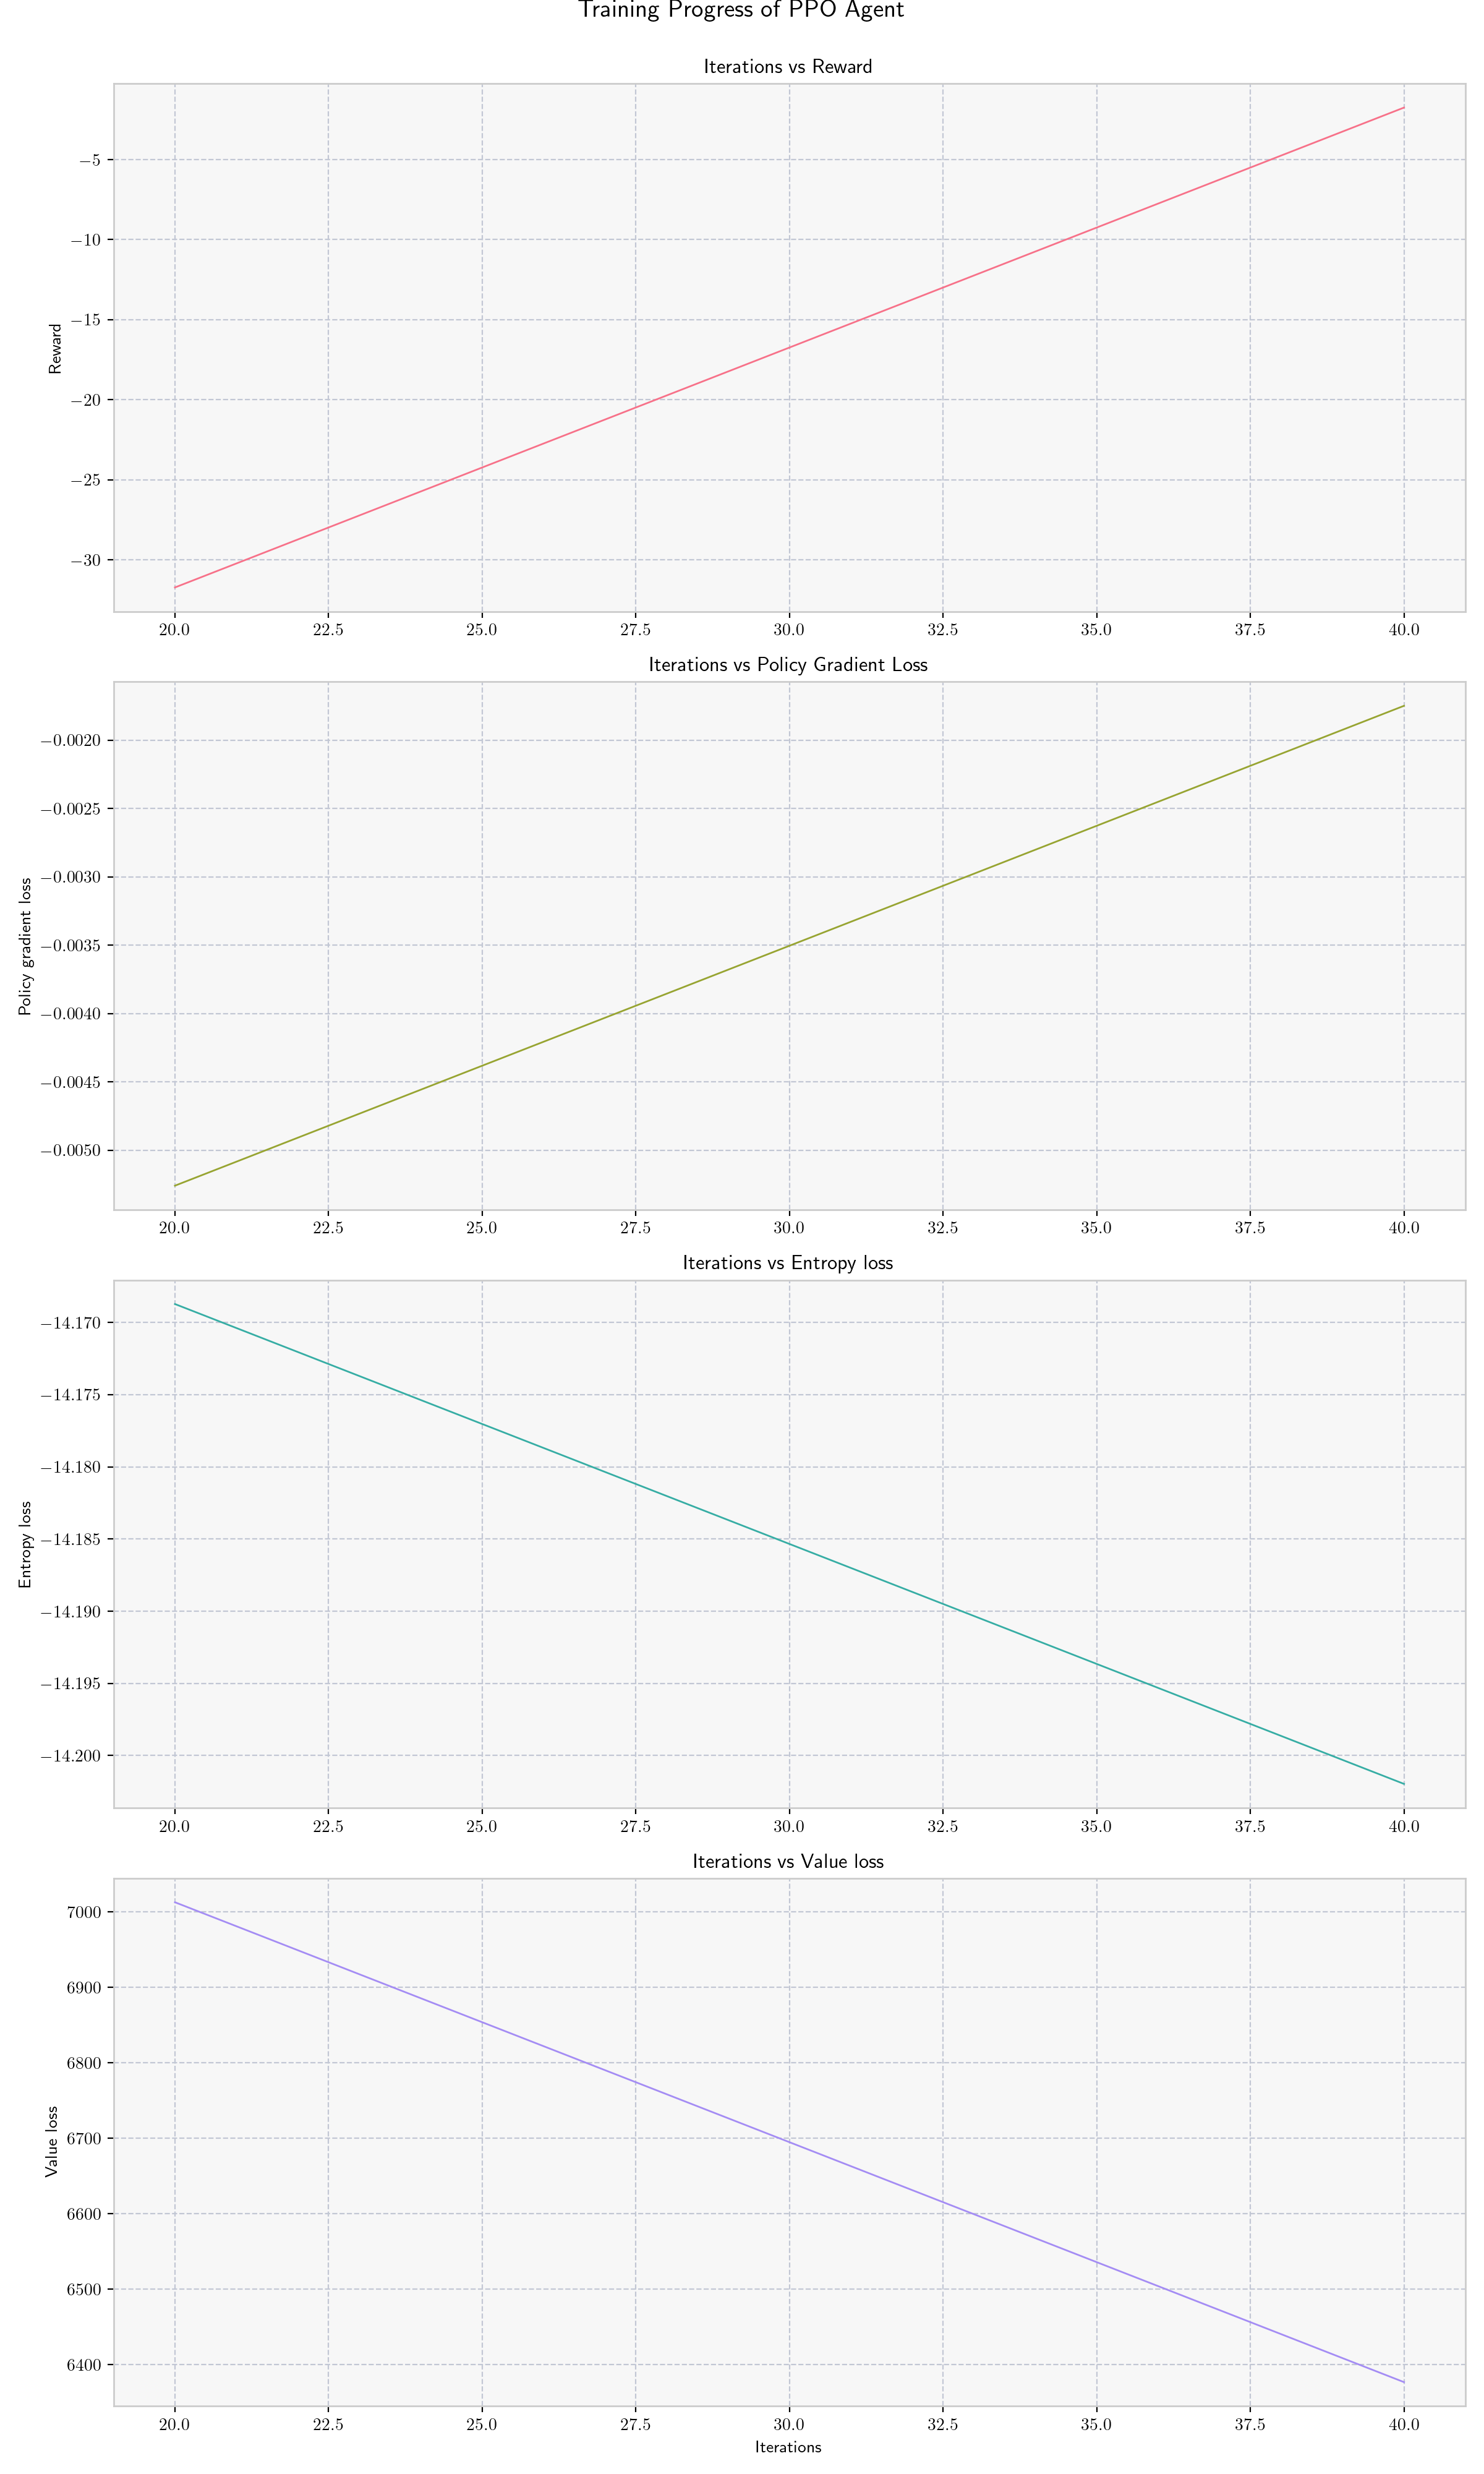 Training Progress of PPO Agent
Iterations vs Reward
Reward
−5
−10
−15
−20
−25
−30
20.0 22.5 25.0 27.5 30.0 32.5 35.0 37.5 40.0
Iterations vs Policy Gradient Loss
Policy gradient loss
−0.0020
−0.0025
−0.0030
−0.0035
−0.0040
−0.0045
−0.0050
20.0 22.5 25.0 27.5 30.0 32.5 35.0 37.5 40.0
Iterations vs Entropy loss
Entropy loss
−14.170
−14.175
−14.180
−14.185
−14.190
−14.195
−14.200
20.0 22.5 25.0 27.5 30.0 32.5 35.0 37.5 40.0
Iterations vs Value loss
Value loss
7000
6900
6800
6700
6600
6500
6400
20.0 22.5 25.0 27.5 30.0 32.5 35.0 37.5 40.0
Iterations